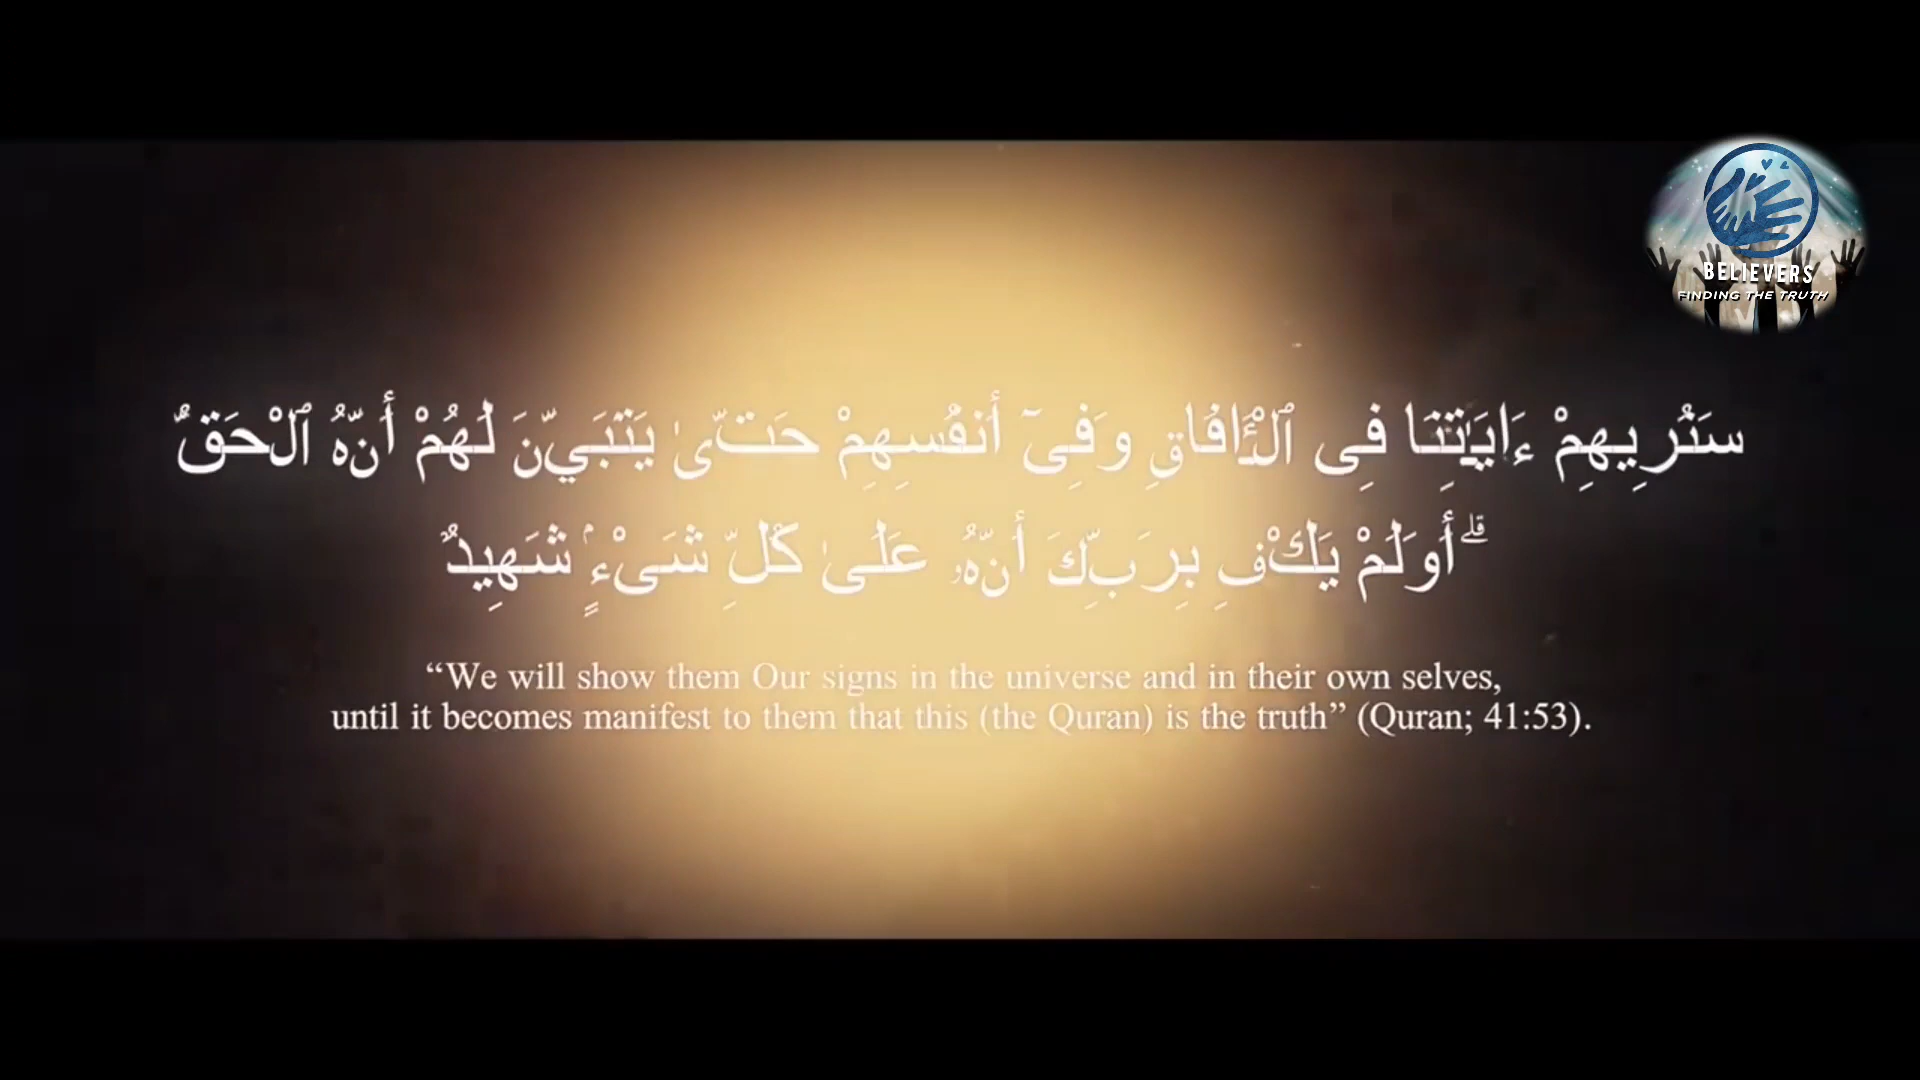 سَنُرِيهِمْ ءَايَـٰتِنَا فِى ٱلْـَٔافَاقِ وَفِىٓ أَنفُسِهِمْ حَتَّىٰ يَتَبَيَّنَ لَهُمْ أَنَّهُ ٱلْحَقُّ
ۗ أَوَلَمْ يَكْفِ بِرَبِّكَ أَنَّهُۥ عَلَىٰ كُلِّ شَىْءٍۢ شَهِيدٌ
“We will show them Our signs in the universe and in their own selves,
until it becomes manifest to them that this (the Quran) is the truth” (Quran; 41:53).
BELIEVERS
FINDING THE TRUTH